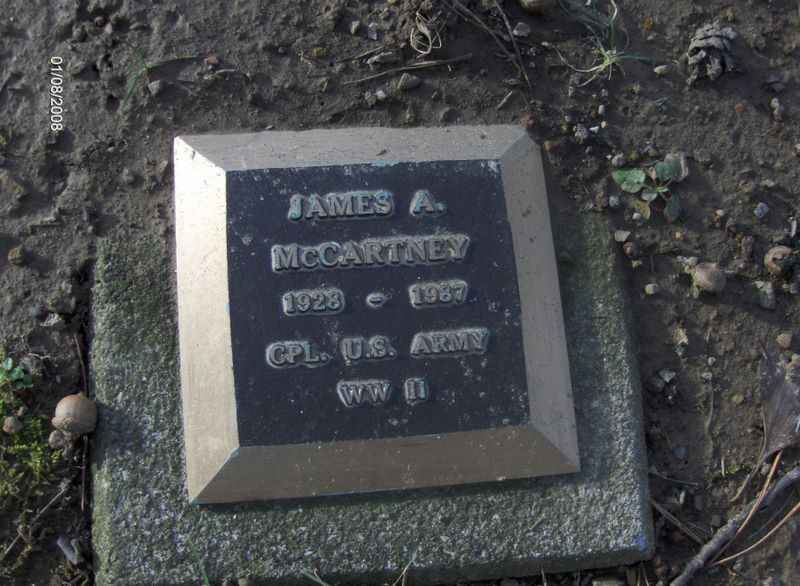 01/08/2008
JAMES A.
McCARTNEY
1928 - 1987
CPL. U.S. ARMY
WW II